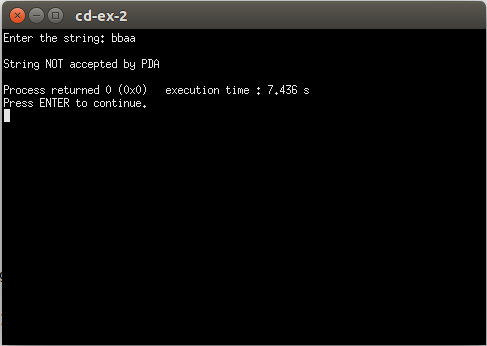 cd-ex-2
Enter the string: bbaa
String NOT accepted by PDA
Process returned 0 (0x0)   execution time : 7.436 s
Press ENTER to continue.